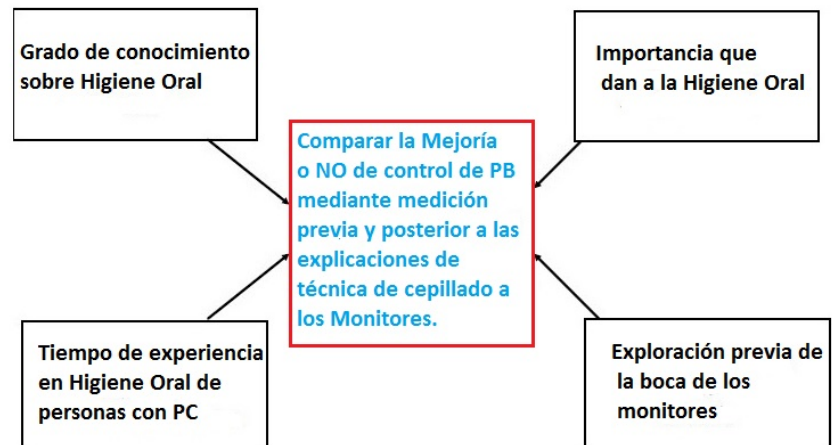 Grado de conocimiento
sobre Higiene Oral
Importancia que
dan a la Higiene Oral
Comparar la Mejoría
o NO de control de PB
mediante medición
previa y posterior a las
explicaciones de
técnica de cepillado a
los Monitores.
Tiempo de experiencia
en Higiene Oral de
personas con PC
Exploración previa de
la boca de los
monitores